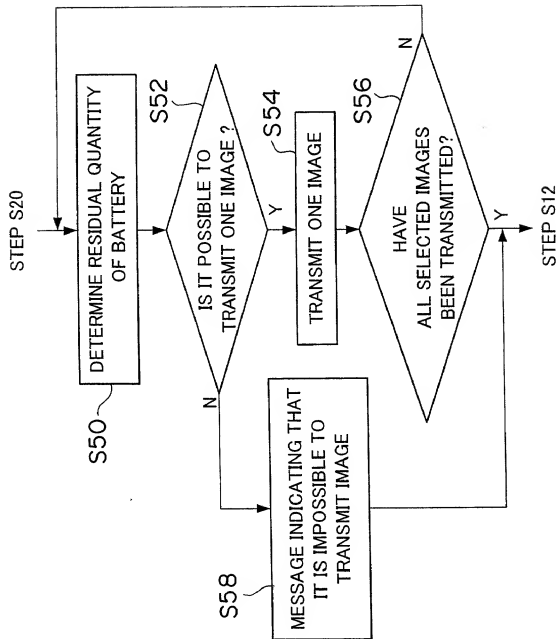 STEP S20
S50
DETERMINE RESIDUAL QUANTITY
OF BATTERY
S52
IS IT POSSIBLE TO
TRANSMIT ONE IMAGE ?
N
Y
S54
TRANSMIT ONE IMAGE
S56
HAVE
ALL SELECTED IMAGES
BEEN TRANSMITTED?
N
Y
S58
MESSAGE INDICATING THAT
IT IS IMPOSSIBLE TO
TRANSMIT IMAGE
STEP S12